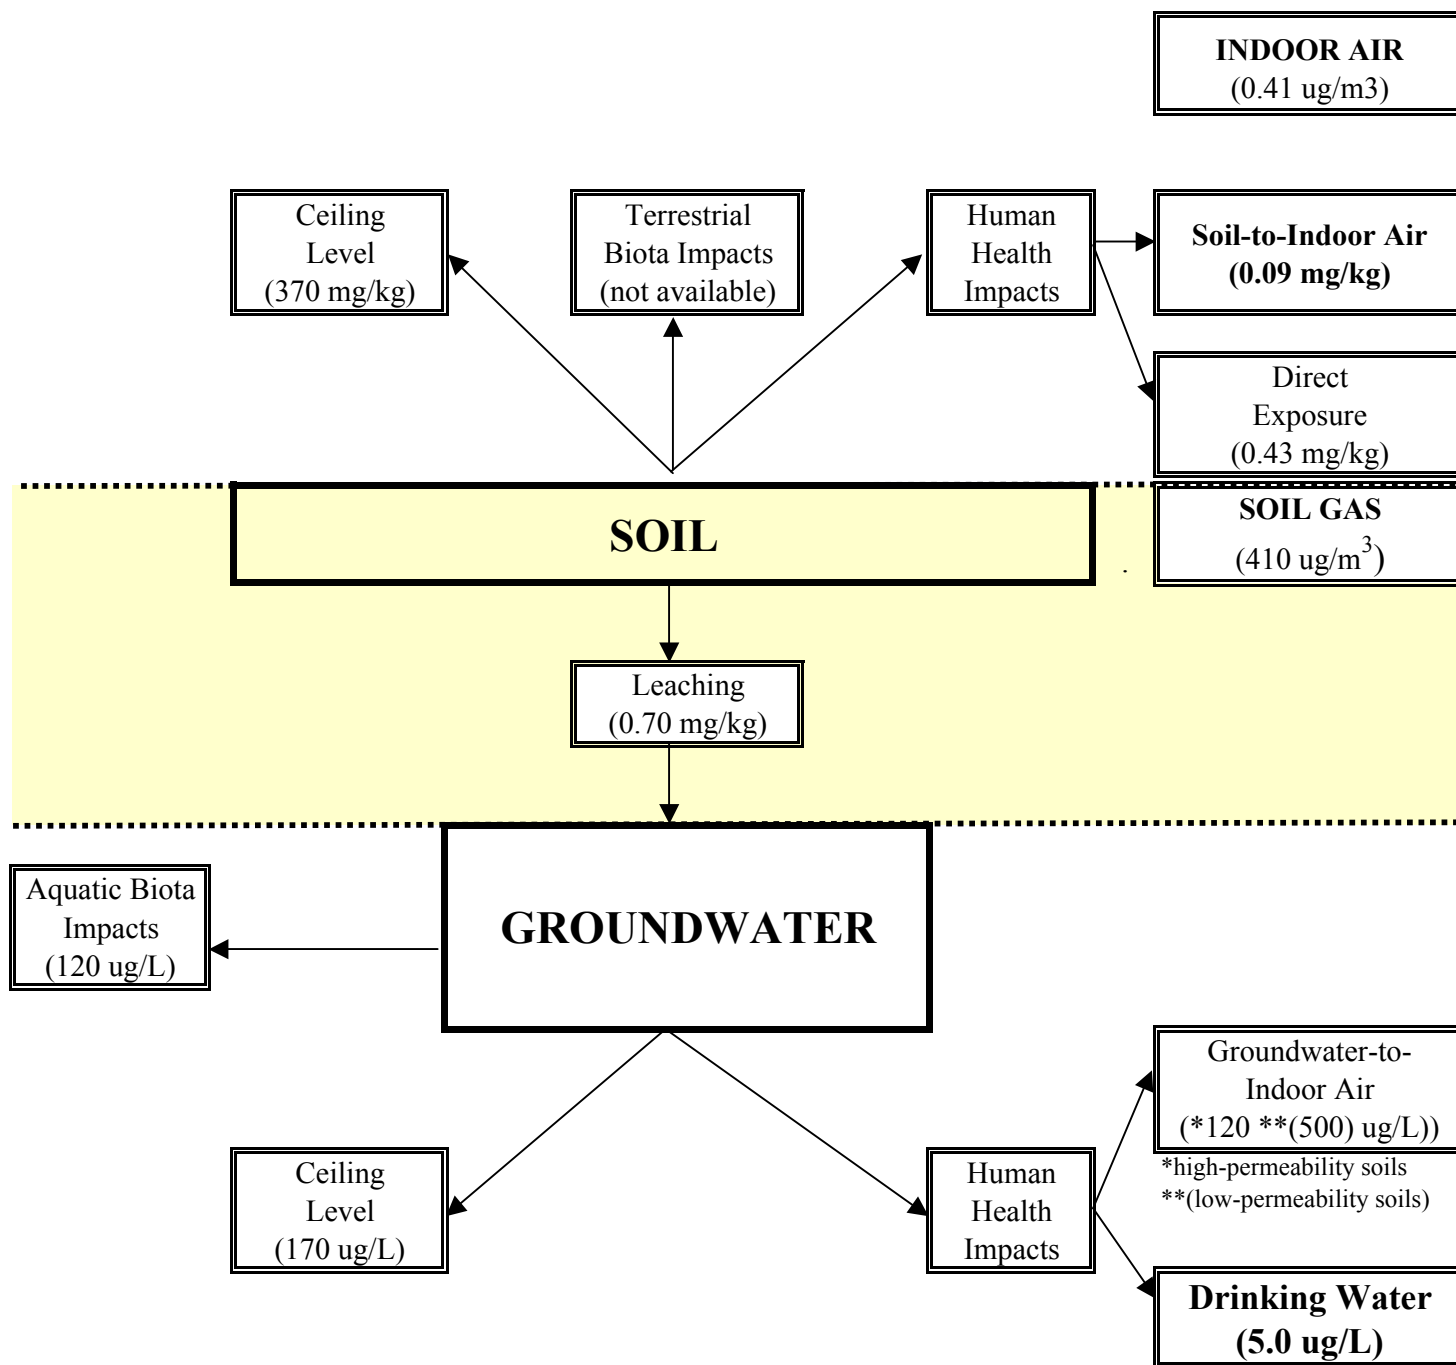 INDOOR AIR
(0.41 ug/m3)
Ceiling
Level
(370 mg/kg)
Terrestrial
Biota Impacts
(not available)
Human
Health
Impacts
Soil-to-Indoor Air
(0.09 mg/kg)
Direct
Exposure
(0.43 mg/kg)
SOIL
SOIL GAS
(410 ug/m³)
.
Leaching
(0.70 mg/kg)
GROUNDWATER
Aquatic Biota
Impacts
(120 ug/L)
Groundwater-to-
Indoor Air
(*120 **(500) ug/L))
*high-permeability soils
**(low-permeability soils)
Ceiling
Level
(170 ug/L)
Human
Health
Impacts
Drinking Water
(5.0 ug/L)